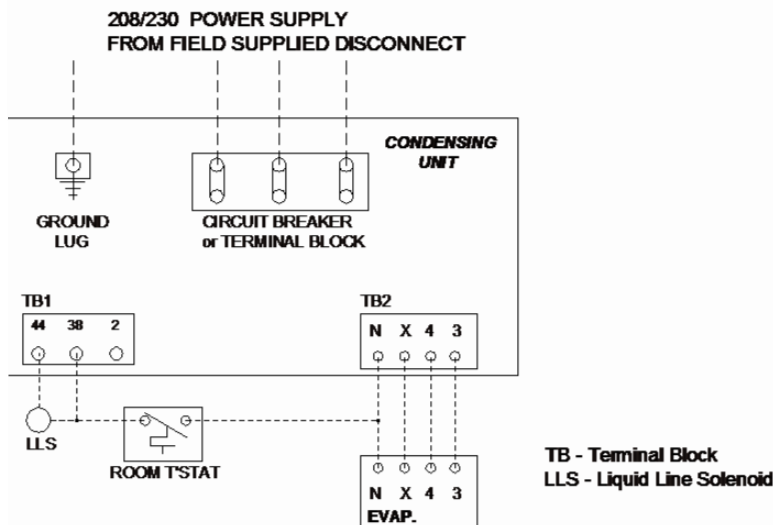 208/230 POWER SUPPLY
FROM FIELD SUPPLIED DISCONNECT
CONDENSING
UNIT
GROUND
LUG
CIRCUIT BREAKER
or TERMINAL BLOCK
TB1
44 38 2
TB2
N X 4 3
LLS
ROOM T'STAT
N X 4 3
EVAP.
TB - Terminal Block
LLS - Liquid Line Solenoid